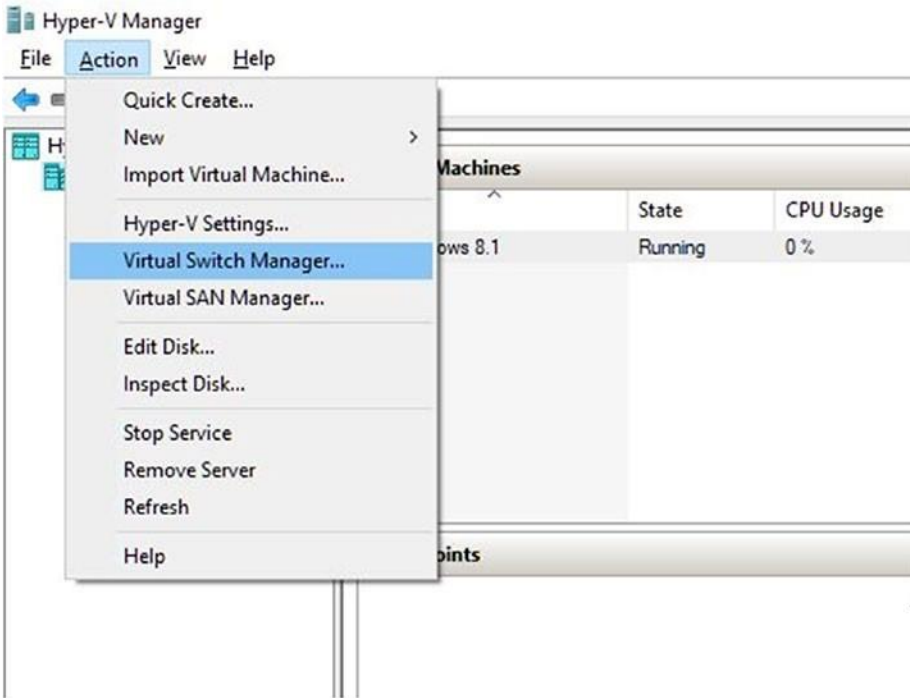 Hyper-V Manager
File Action View Help
Quick Create...
New
Import Virtual Machine...
Hyper-V Settings...
Virtual Switch Manager...
Virtual SAN Manager...
Edit Disk...
Inspect Disk...
Stop Service
Remove Server
Refresh
Help
H
Machines
State CPU Usage
ows 8.1 Running 0 %
oints